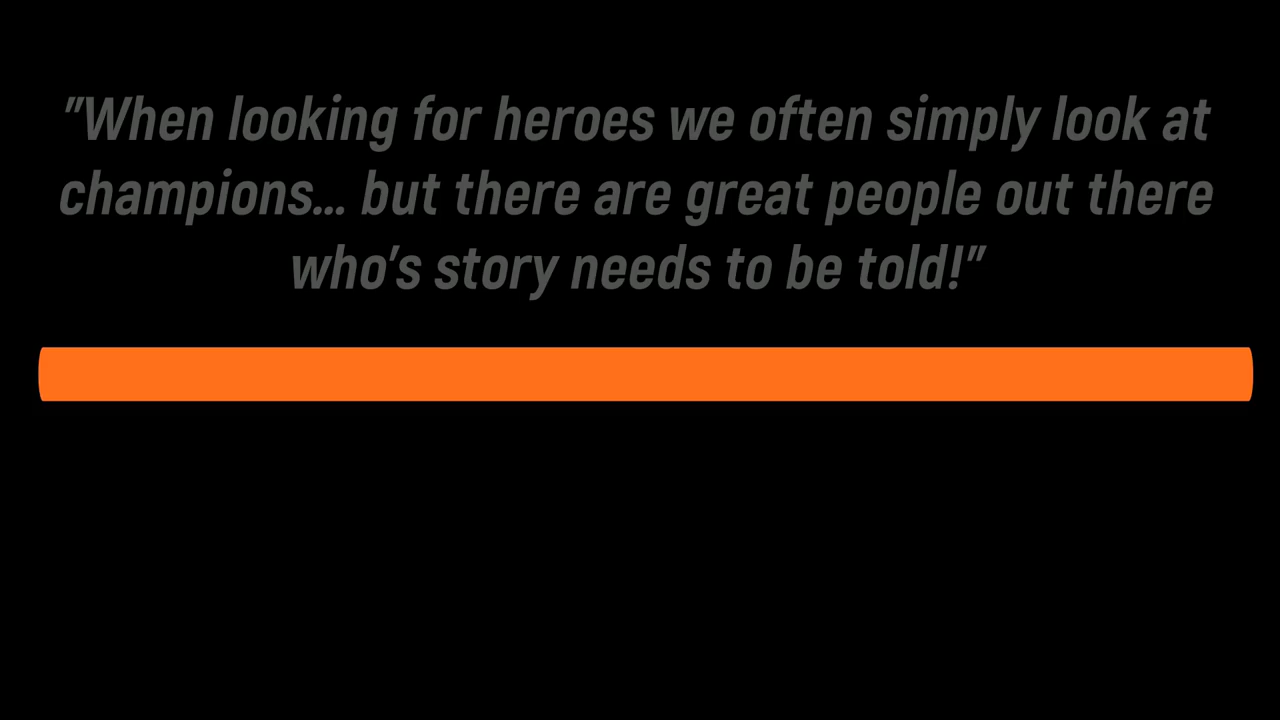 "When looking for heroes we often simply look at
champions... but there are great people out there
who's story needs to be told!"